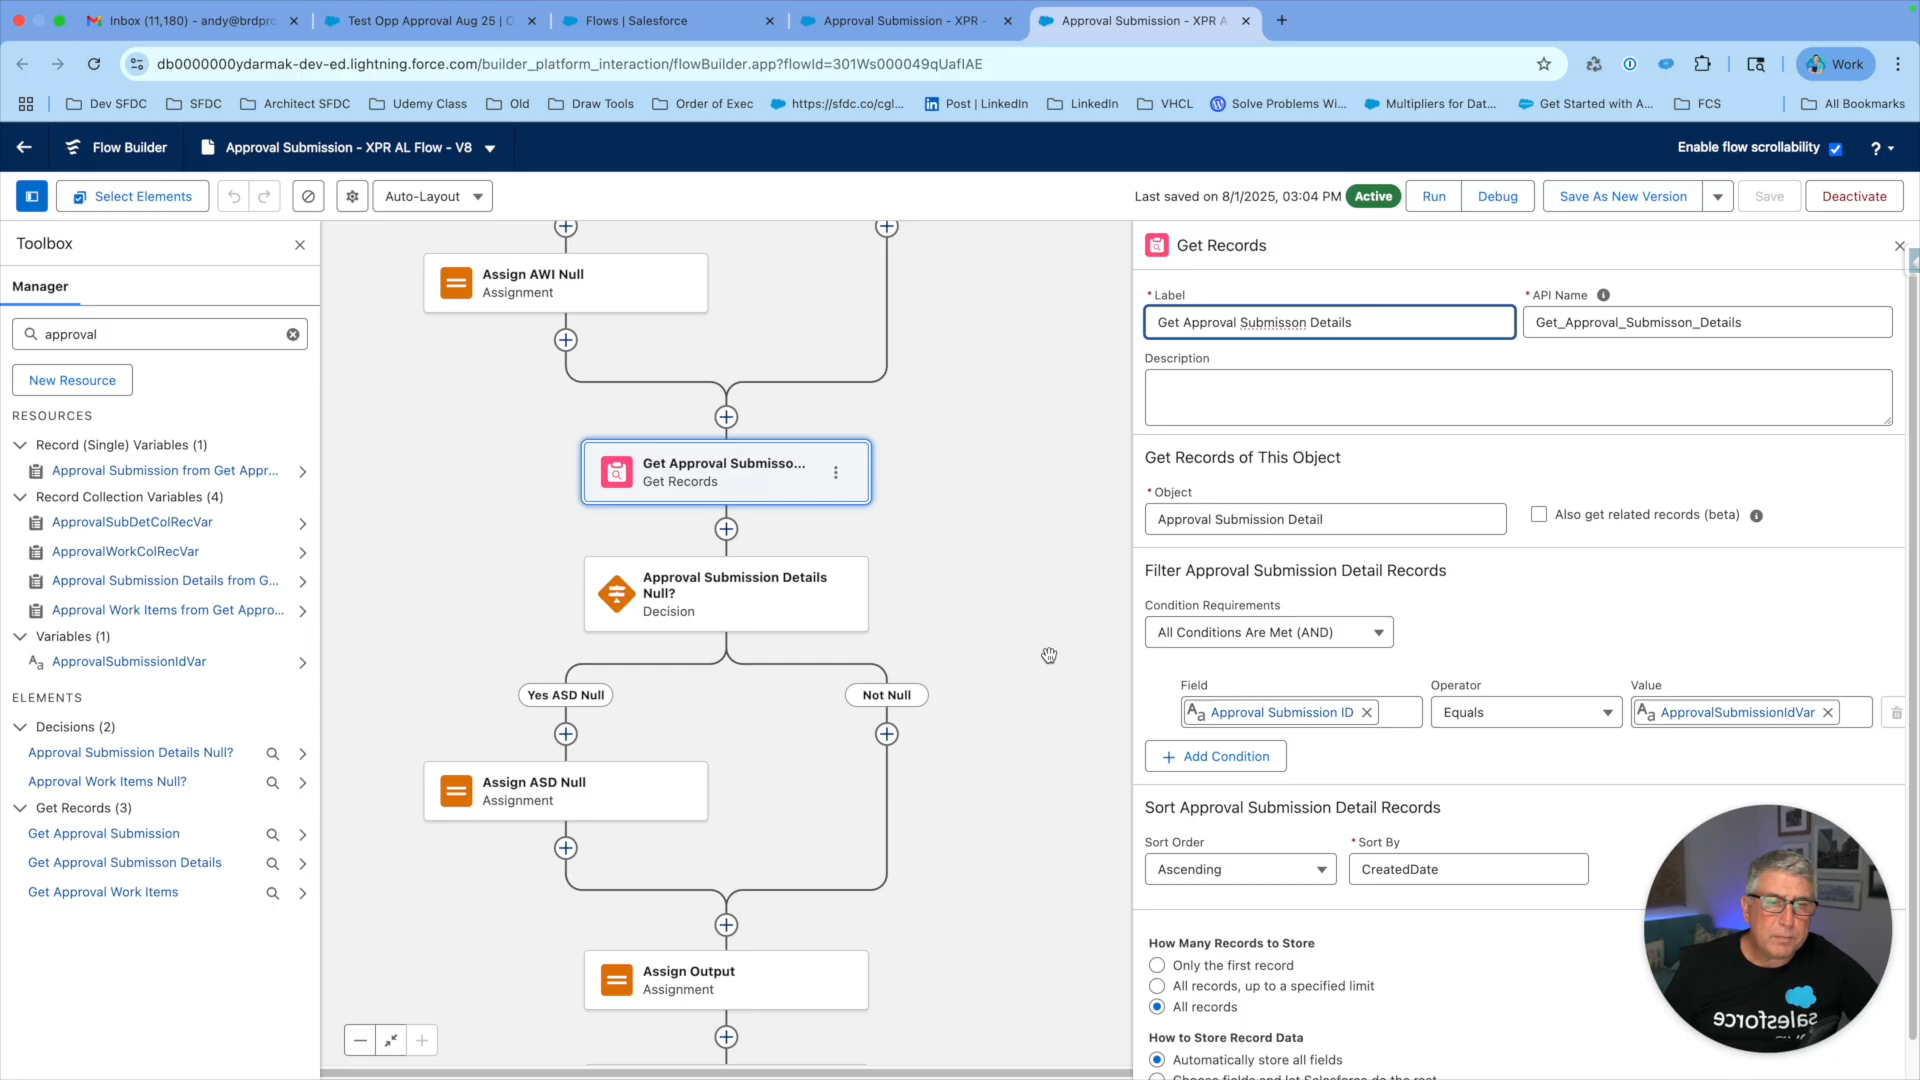 Inbox (11,180) - andy@brdpro
Test Opp Approval Aug 25 | O
Flows | Salesforce
Approval Submission - XPR -
Approval Submission - XPR A
db0000000ydarmak-dev-ed.lightning.force.com/builder_platform_interaction/flowBuilder.app?flowId=301Ws000049qUafIAE
Work
Dev SFDC
SFDC
Architect SFDC
Udemy Class
Old
Draw Tools
Order of Exec
https://sfdc.co/cgl...
Post | LinkedIn
LinkedIn
VHCL
Solve Problems Wi...
Multipliers for Dat...
Get Started with A...
FCS
All Bookmarks
Flow Builder
Approval Submission - XPR AL Flow - V8
Enable flow scrollability
?
Select Elements
Auto-Layout
Last saved on 8/1/2025, 03:04 PM
Active
Run
Debug
Save As New Version
Save
Deactivate
Toolbox
Manager
approval
New Resource
RESOURCES
Record (Single) Variables (1)
Approval Submission from Get Appr...
Record Collection Variables (4)
ApprovalSubDetColRecVar
ApprovalWorkColRecVar
Approval Submission Details from G...
Approval Work Items from Get Appro...
Variables (1)
ApprovalSubmissionIdVar
ELEMENTS
Decisions (2)
Approval Submission Details Null?
Approval Work Items Null?
Get Records (3)
Get Approval Submission
Get Approval Submisson Details
Get Approval Work Items
Assign AWI Null
Assignment
Get Approval Submisso...
Get Records
Approval Submission Details
Null?
Decision
Yes ASD Null
Not Null
Assign ASD Null
Assignment
Assign Output
Assignment
Get Records
* Label
* API Name
Get Approval Submisson Details
Get_Approval_Submisson_Details
Description
Get Records of This Object
* Object
Approval Submission Detail
Also get related records (beta)
Filter Approval Submission Detail Records
Condition Requirements
All Conditions Are Met (AND)
Field
Operator
Value
Approval Submission ID
Equals
ApprovalSubmissionIdVar
Add Condition
Sort Approval Submission Detail Records
Sort Order
* Sort By
Ascending
CreatedDate
How Many Records to Store
Only the first record
All records, up to a specified limit
All records
How to Store Record Data
Automatically store all fields
Choose fields and let Salesforce do the rest
salesforce